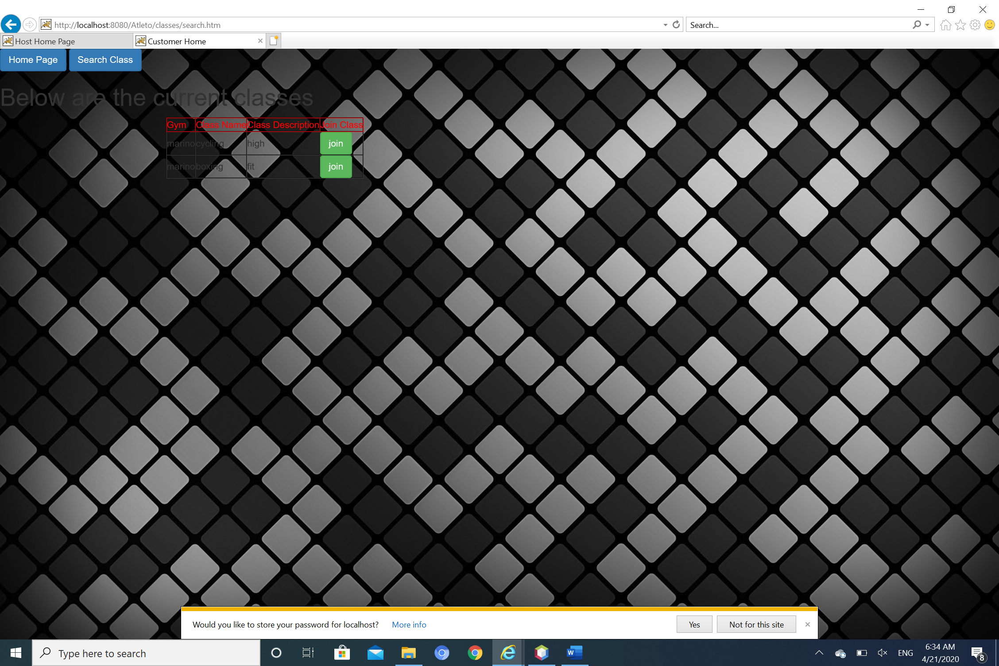 http://localhost:8080/Atleto/classes/search.htm
Search...
Host Home Page
Customer Home
Home Page
Search Class
Below are the current classes
Gym Class Name Class Description Join Class
marino cycling high join
marino boxing fit join
Would you like to store your password for localhost? More info Yes Not for this site
Type here to search
W
ENG
6:34 AM
4/21/2020
8